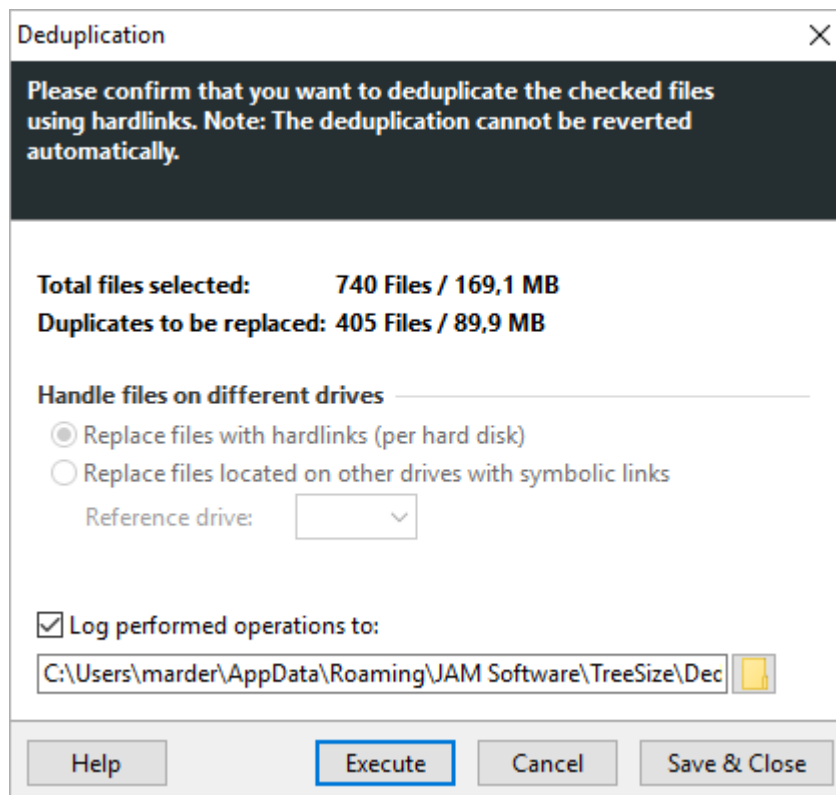 Deduplication
Please confirm that you want to deduplicate the checked files
using hardlinks. Note: The deduplication cannot be reverted
automatically.
Total files selected: 740 Files / 169,1 MB
Duplicates to be replaced: 405 Files / 89,9 MB
Handle files on different drives
Replace files with hardlinks (per hard disk)
Replace files located on other drives with symbolic links
Reference drive:
Log performed operations to:
C:\Users\marder\AppData\Roaming\JAM Software\TreeSize\Dec
Help Execute Cancel Save & Close